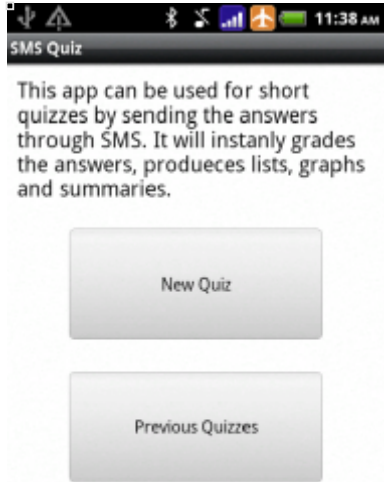 11:38 AM
SMS Quiz
This app can be used for short
quizzes by sending the answers
through SMS. It will instanly grades
the answers, produeces lists, graphs
and summaries.
New Quiz
Previous Quizzes